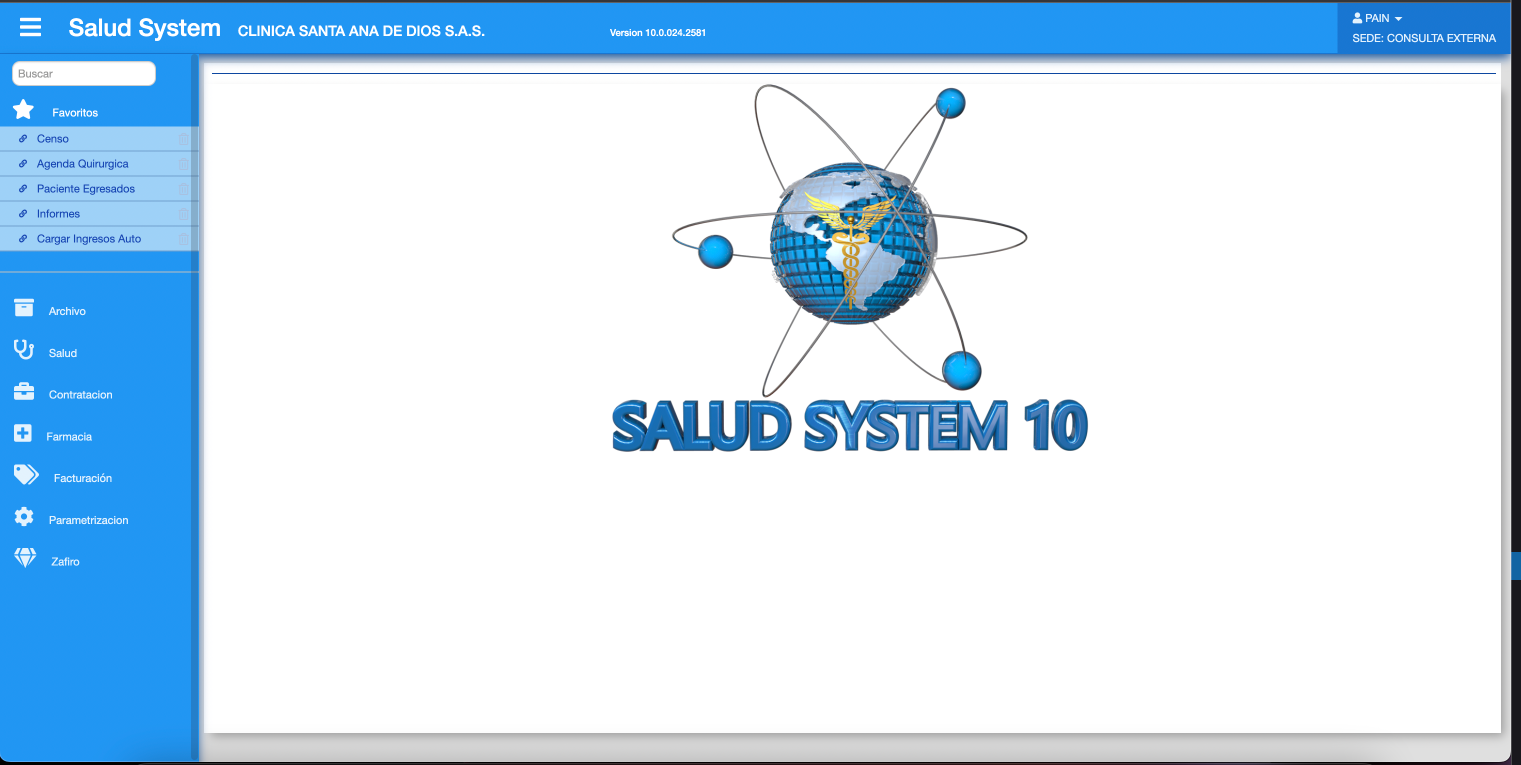 Salud System CLINICA SANTA ANA DE DIOS S.A.S. Version 10.0.024.2581
PAIN
SEDE: CONSULTA EXTERNA
Buscar
Favoritos
Censo
Agenda Quirurgica
Paciente Egresados
Informes
Cargar Ingresos Auto
Archivo
Salud
Contratacion
Farmacia
Facturación
Parametrizacion
Zafiro
SALUD SYSTEM 10